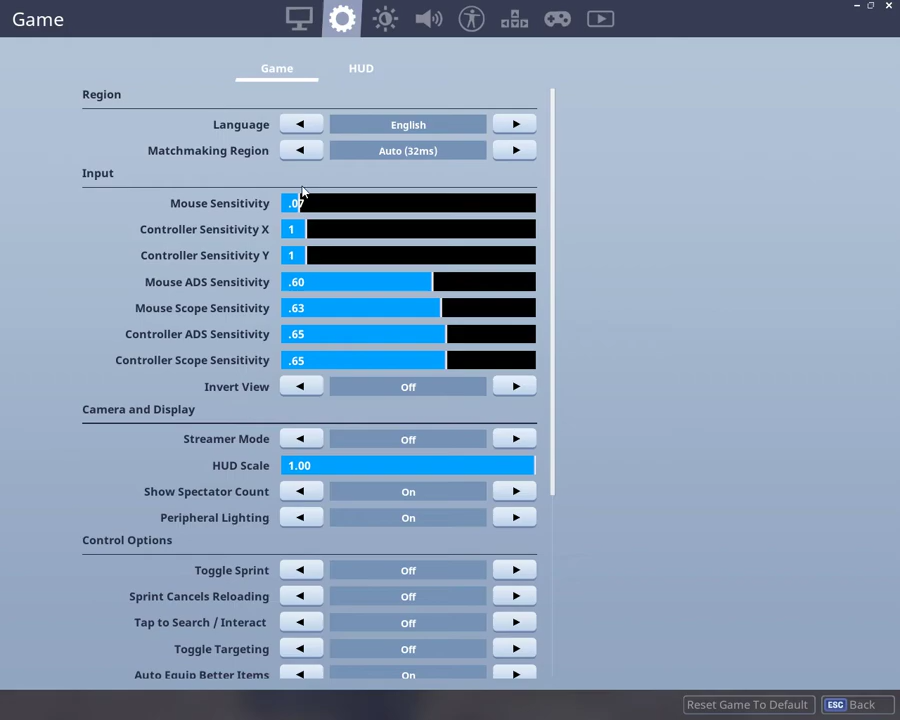 Game
Game HUD
Region
Language ◀ English ▶
Matchmaking Region ◀ Auto (32ms) ▶
Input
Mouse Sensitivity .07
Controller Sensitivity X 1
Controller Sensitivity Y 1
Mouse ADS Sensitivity .60
Mouse Scope Sensitivity .63
Controller ADS Sensitivity .65
Controller Scope Sensitivity .65
Invert View ◀ Off ▶
Camera and Display
Streamer Mode ◀ Off ▶
HUD Scale 1.00
Show Spectator Count ◀ On ▶
Peripheral Lighting ◀ On ▶
Control Options
Toggle Sprint ◀ Off ▶
Sprint Cancels Reloading ◀ Off ▶
Tap to Search / Interact ◀ Off ▶
Toggle Targeting ◀ Off ▶
Auto Equip Better Items ◀ On ▶
Reset Game To Default ESC Back